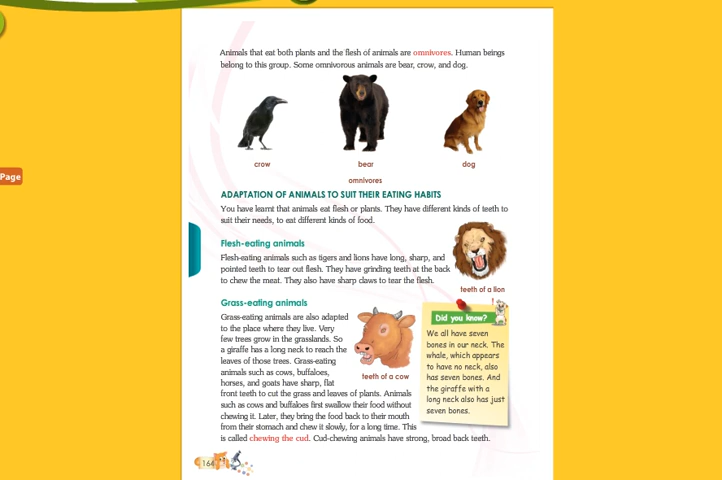 Animals that eat both plants and the flesh of animals are omnivores. Human beings
belong to this group. Some omnivorous animals are bear, crow, and dog.
crow
bear
dog
omnivores
ADAPTATION OF ANIMALS TO SUIT THEIR EATING HABITS
You have learnt that animals eat flesh or plants. They have different kinds of teeth to
suit their needs, to eat different kinds of food.
Flesh-eating animals
Flesh-eating animals such as tigers and lions have long, sharp, and
pointed teeth to tear out flesh. They have grinding teeth at the back
to chew the meat. They also have sharp claws to tear the flesh.
teeth of a lion
Grass-eating animals
Grass-eating animals are also adapted
to the place where they live. Very
few trees grow in the grasslands. So
a giraffe has a long neck to reach the
leaves of those trees. Grass-eating
animals such as cows, buffaloes,
horses, and goats have sharp, flat
front teeth to cut the grass and leaves of plants. Animals
such as cows and buffaloes first swallow their food without
chewing it. Later, they bring the food back to their mouth
from their stomach and chew it slowly, for a long time. This
is called chewing the cud. Cud-chewing animals have strong, broad back teeth.
teeth of a cow
Did you know?
We all have seven
bones in our neck. The
whale, which appears
to have no neck, also
has seven bones. And
the giraffe with a
long neck also has just
seven bones.
164
Page